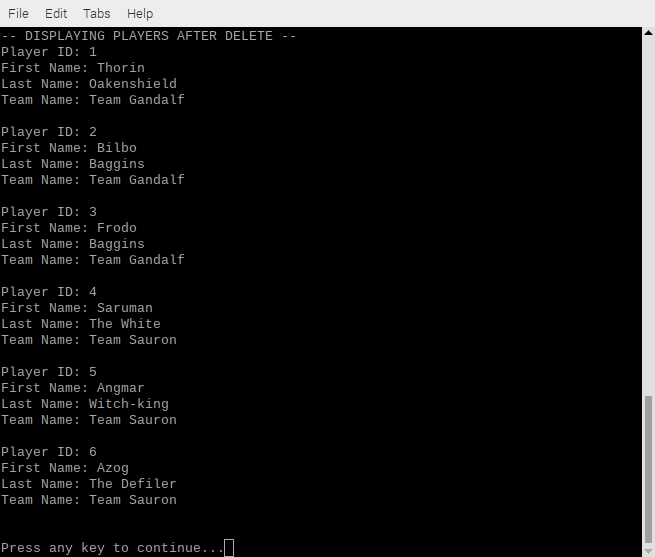 File Edit Tabs Help
-- DISPLAYING PLAYERS AFTER DELETE --
Player ID: 1
First Name: Thorin
Last Name: Oakenshield
Team Name: Team Gandalf
Player ID: 2
First Name: Bilbo
Last Name: Baggins
Team Name: Team Gandalf
Player ID: 3
First Name: Frodo
Last Name: Baggins
Team Name: Team Gandalf
Player ID: 4
First Name: Saruman
Last Name: The White
Team Name: Team Sauron
Player ID: 5
First Name: Angmar
Last Name: Witch-king
Team Name: Team Sauron
Player ID: 6
First Name: Azog
Last Name: The Defiler
Team Name: Team Sauron
Press any key to continue...